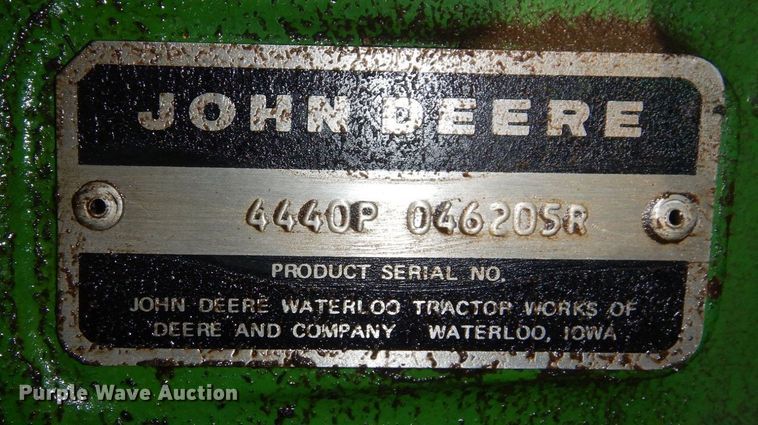 JOHN DEERE
4440P 046205R
PRODUCT SERIAL NO.
JOHN DEERE WATERLOO TRACTOR WORKS OF
DEERE AND COMPANY WATERLOO, IOWA
Purple Wave Auction